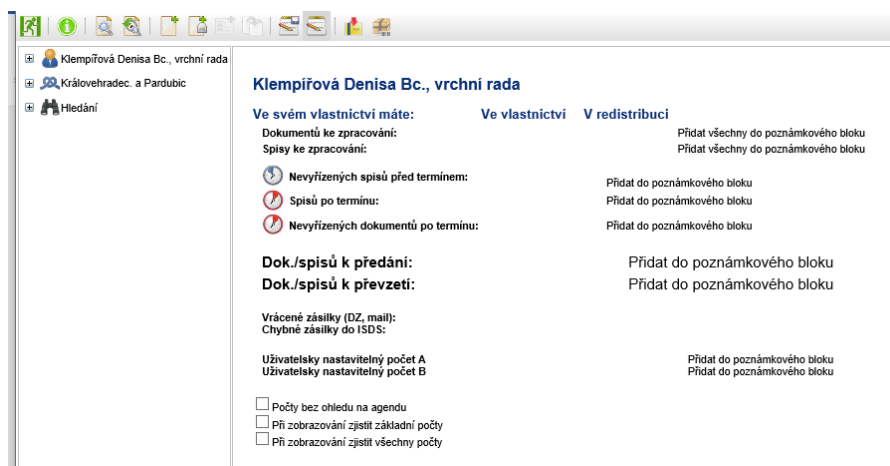 Klempířová Denisa Bc., vrchní rada
Královehradec. a Pardubic
Hledání
Klempířová Denisa Bc., vrchní rada
Ve svém vlastnictví máte: Ve vlastnictví V redistribuci
Dokumentů ke zpracování: Přidat všechny do poznámkového bloku
Spisy ke zpracování: Přidat všechny do poznámkového bloku
Nevyřízených spisů před termínem: Přidat do poznámkového bloku
Spisů po termínu: Přidat do poznámkového bloku
Nevyřízených dokumentů po termínu: Přidat do poznámkového bloku
Dok./spisů k předání: Přidat do poznámkového bloku
Dok./spisů k převzetí: Přidat do poznámkového bloku
Vrácené zásilky (DZ, mail):
Chybné zásilky do ISDS:
Uživatelsky nastavitelný počet A Přidat do poznámkového bloku
Uživatelsky nastavitelný počet B Přidat do poznámkového bloku
Počty bez ohledu na agendu
Při zobrazování zjistit základní počty
Při zobrazování zjistit všechny počty